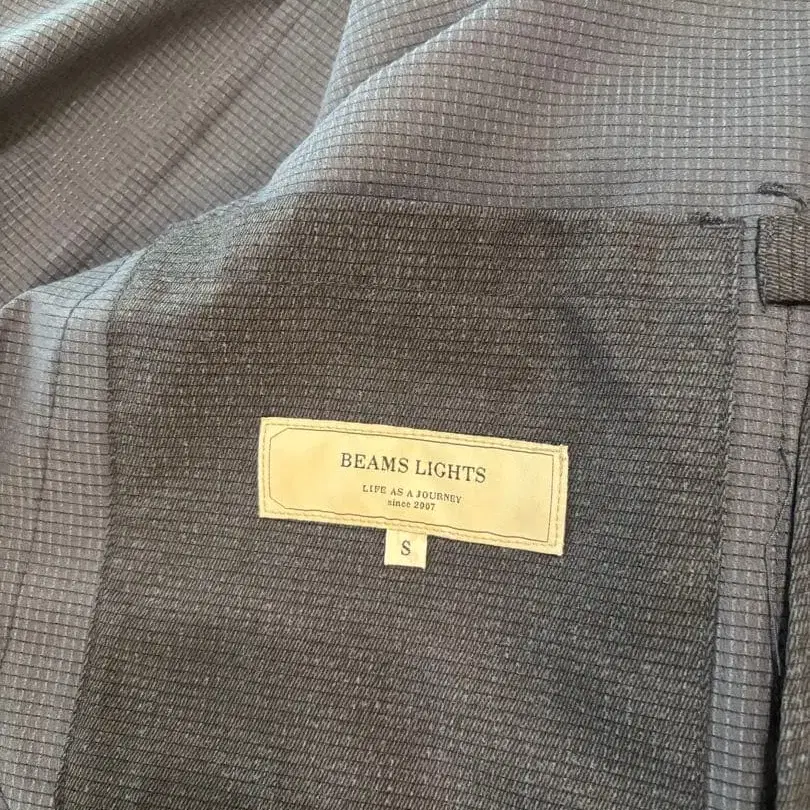 BEAMS LIGHTS
LIFE AS A JOURNEY
since 2007
S